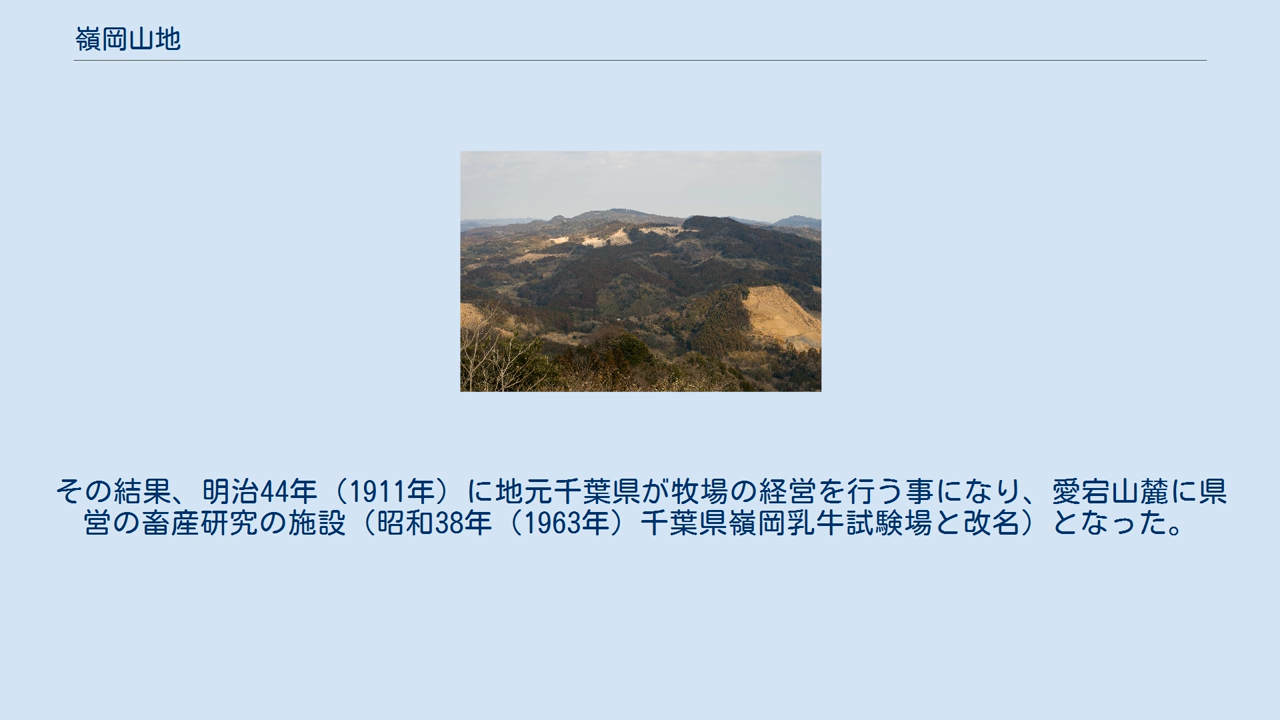 嶺岡山地
その結果、明治44年（1911年）に地元千葉県が牧場の経営を行う事になり、愛宕山麓に県
営の畜産研究の施設（昭和38年（1963年）千葉県嶺岡乳牛試験場と改名）となった。